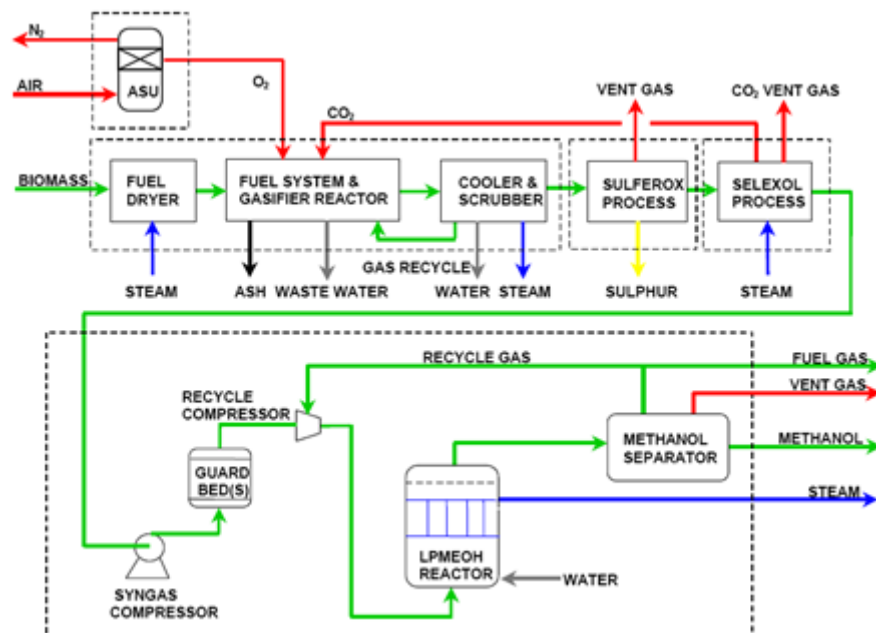 N₂
AIR
ASU
O₂
CO₂
VENT GAS
CO₂ VENT GAS
BIOMASS
FUEL
DRYER
FUEL SYSTEM &
GASIFIER REACTOR
COOLER &
SCRUBBER
SULFEROX
PROCESS
SELEXOL
PROCESS
GAS RECYCLE
STEAM
ASH
WASTE WATER
WATER
STEAM
SULPHUR
STEAM
RECYCLE GAS
FUEL GAS
VENT GAS
RECYCLE
COMPRESSOR
METHANOL
SEPARATOR
METHANOL
GUARD
BED(S)
STEAM
LPMEOH
REACTOR
WATER
SYNGAS
COMPRESSOR